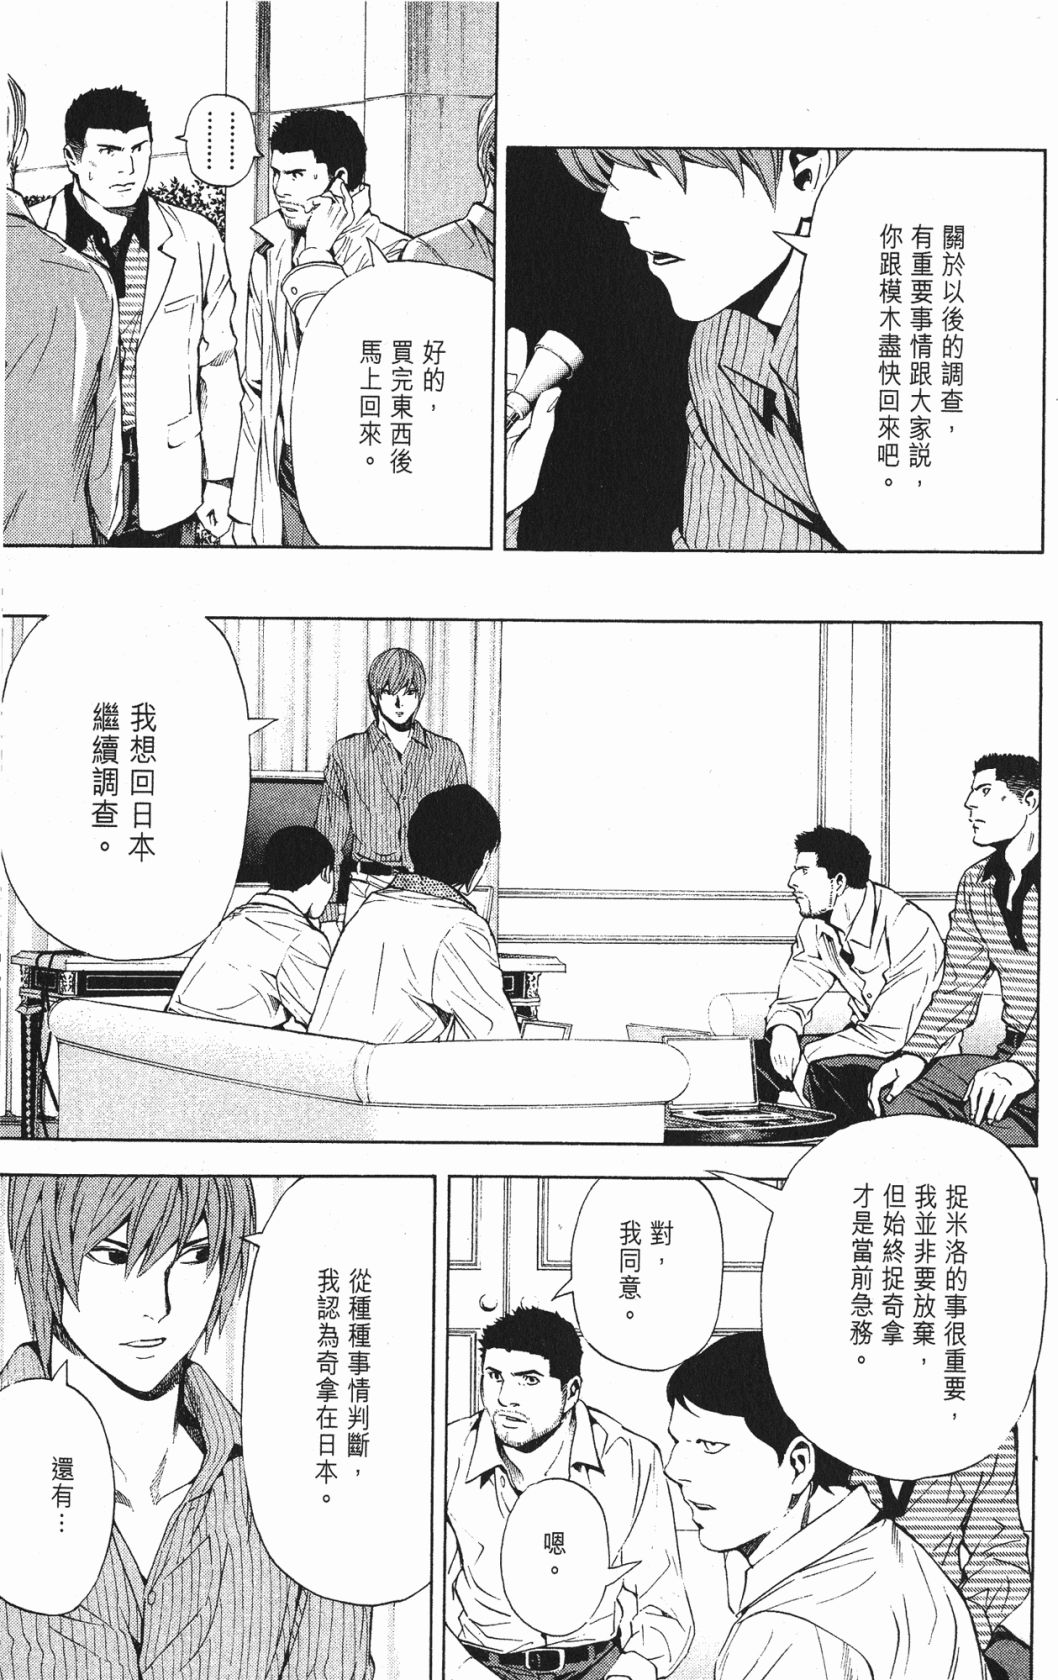 關於以後的調查，
有重要事情跟大家說，
你跟模木盡快回來吧。
………………
好的，
買完東西後
馬上回來。
我想回日本
繼續調查。
捉米洛的事很重要，
我並非要放棄，
但始終捉奇拿
才是當前急務。
對，
我同意。
嗯。
從種種事情判斷，
我認為奇拿在日本。
還有…